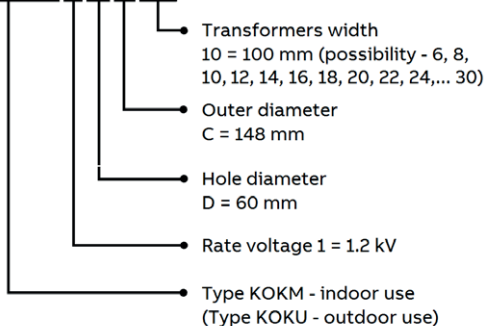 Transformers width
10 = 100 mm (possibility - 6, 8,
10, 12, 14, 16, 18, 20, 22, 24,... 30)
Outer diameter
C = 148 mm
Hole diameter
D = 60 mm
Rate voltage 1 = 1.2 kV
Type KOKM - indoor use
(Type KOKU - outdoor use)